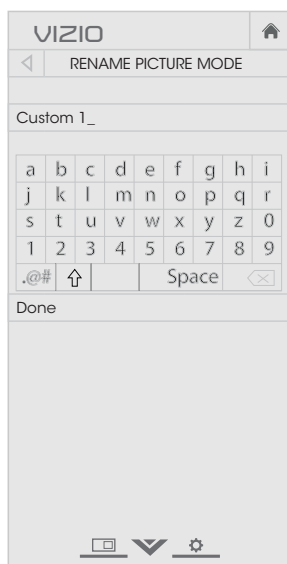 VIZIO
RENAME PICTURE MODE
Custom 1_
a b c d e f g h i
j k l m n o p q r
s t u v w x y z 0
1 2 3 4 5 6 7 8 9
.@# Space
Done